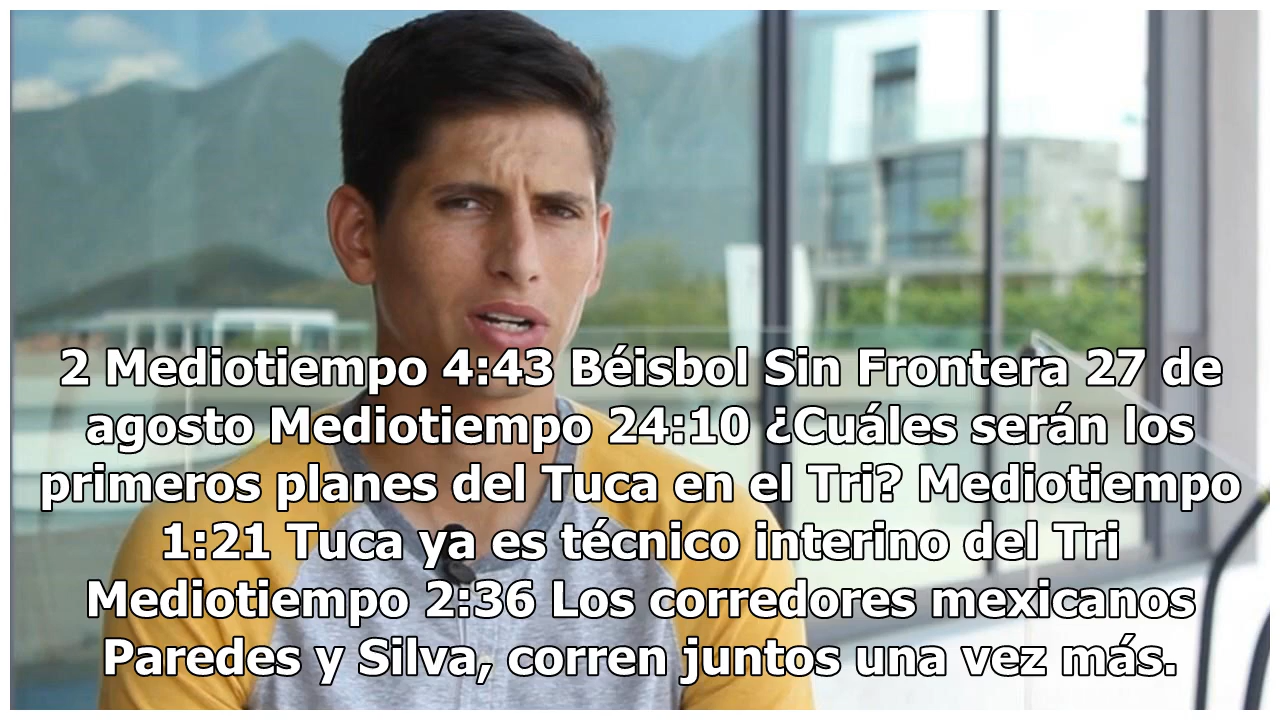 2 Mediotiempo 4:43 Béisbol Sin Frontera 27 de
agosto Mediotiempo 24:10 ¿Cuáles serán los
primeros planes del Tuca en el Tri? Mediotiempo
1:21 Tuca ya es técnico interino del Tri
Mediotiempo 2:36 Los corredores mexicanos
Paredes y Silva, corren juntos una vez más.